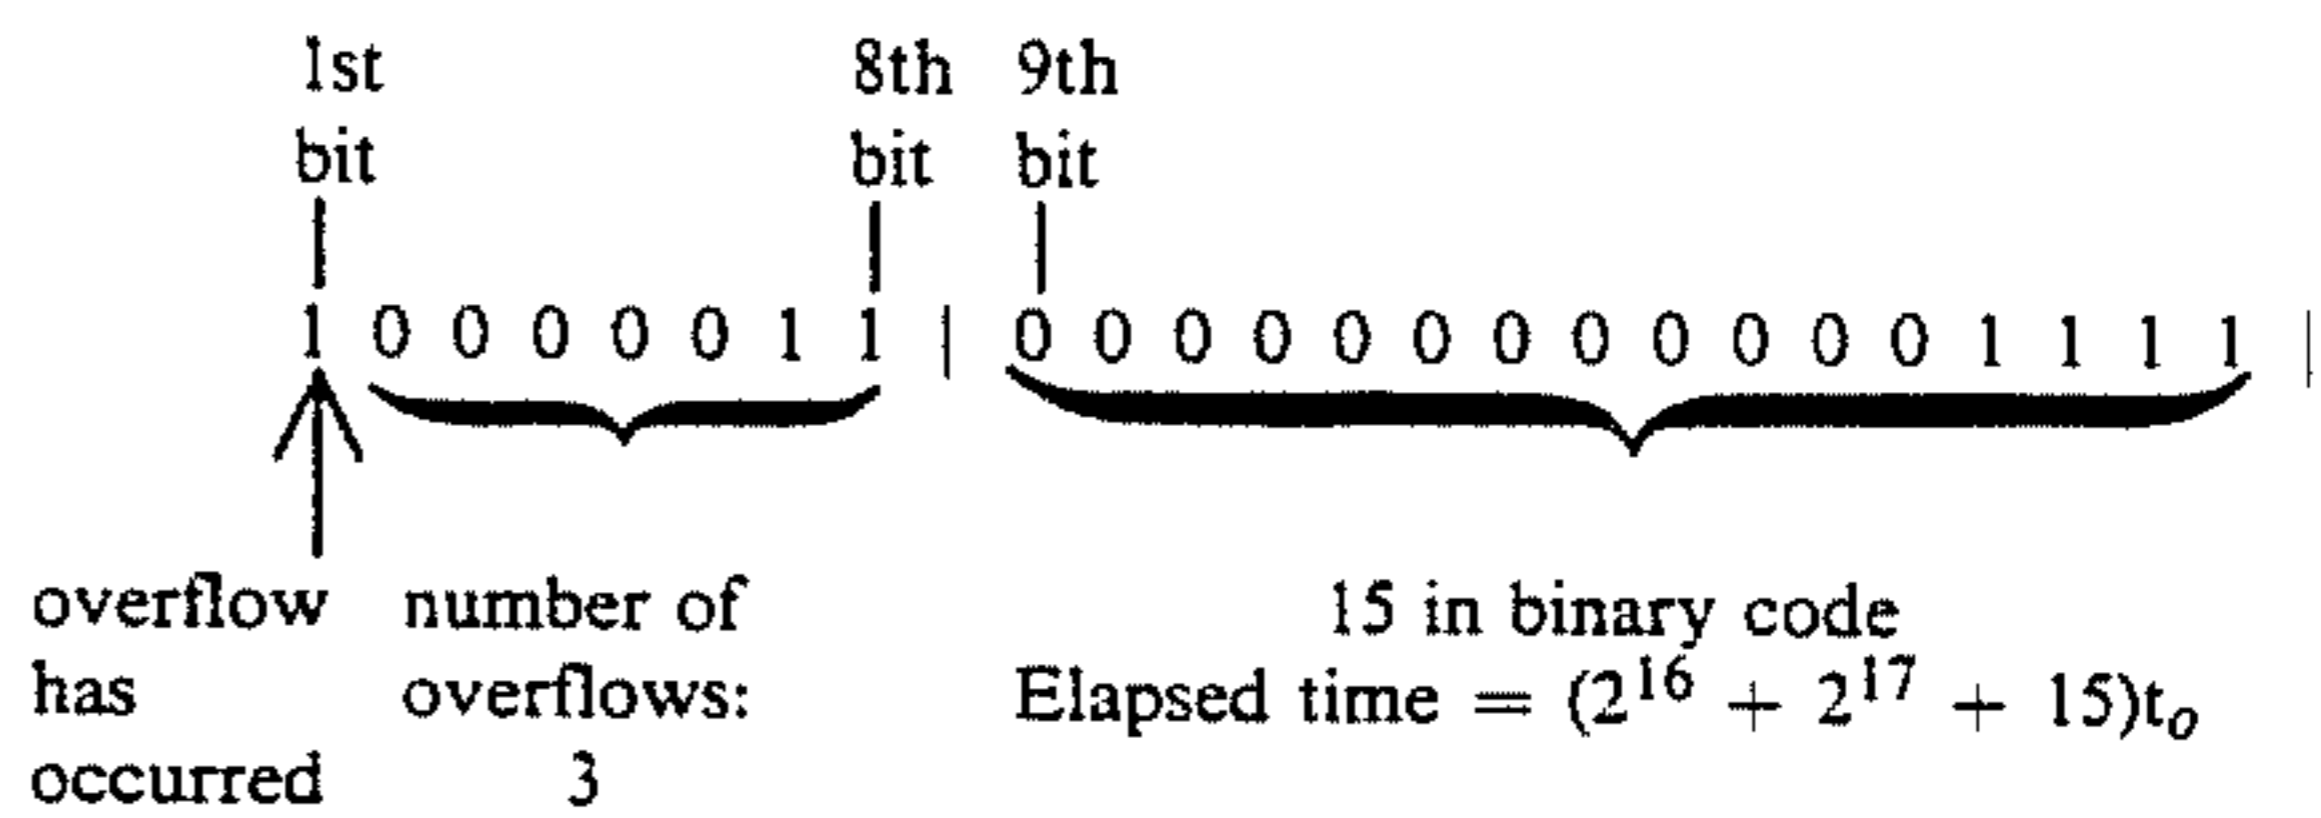 1st 8th 9th
bit bit bit
1 0 0 0 0 0 1 1 | 0 0 0 0 0 0 0 0 0 0 0 0 1 1 1 1 |
overflow number of 15 in binary code
has overflows: Elapsed time = (2^16 + 2^17 + 15)t_o
occurred 3